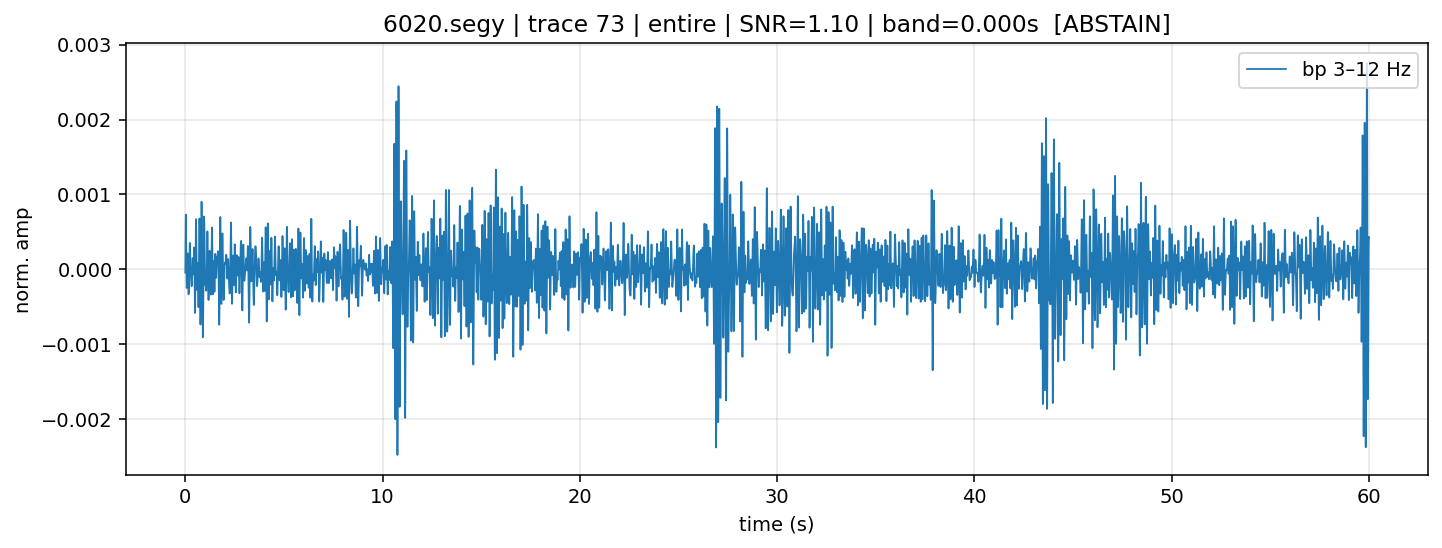 6020.segy | trace 73 | entire | SNR=1.10 | band=0.000s  [ABSTAIN]
bp 3–12 Hz
norm. amp
0.003
0.002
0.001
0.000
−0.001
−0.002
0 10 20 30 40 50 60
time (s)